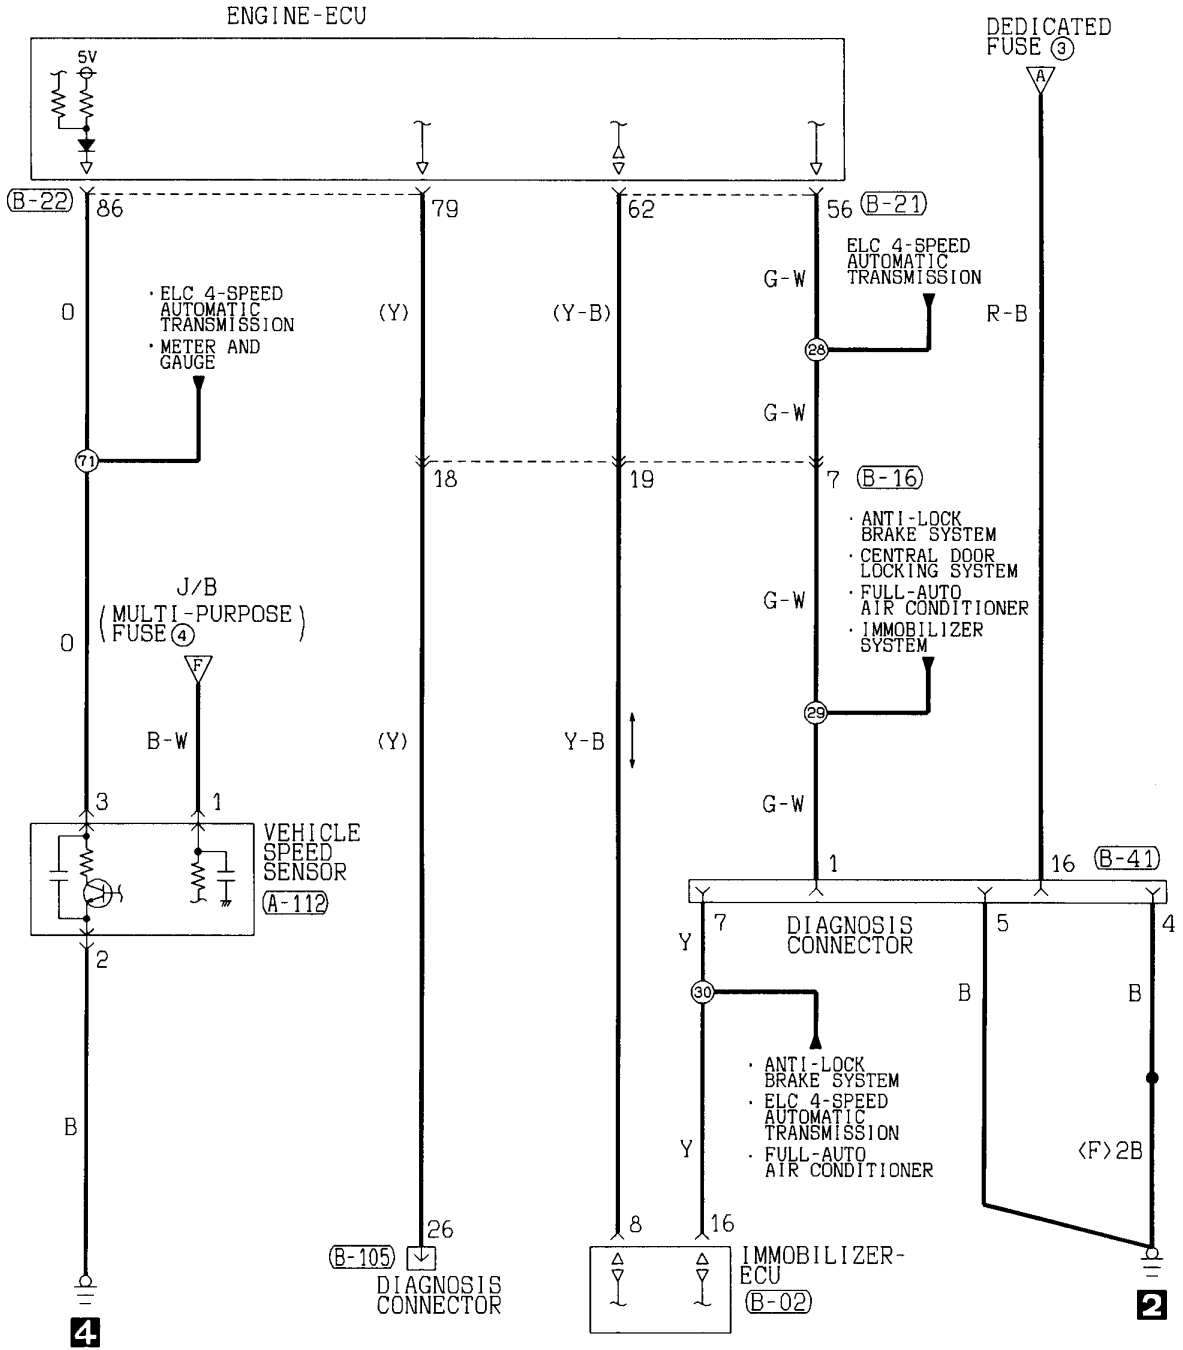 ENGINE-ECU
DEDICATED
FUSE ③
A
5V
B-22
86
79
62
56
B-21
ELC 4-SPEED
AUTOMATIC
TRANSMISSION
G-W
· ELC 4-SPEED
AUTOMATIC
TRANSMISSION
· METER AND
GAUGE
O
(Y)
(Y-B)
R-B
28
G-W
71
18
19
7
B-16
· ANTI-LOCK
BRAKE SYSTEM
· CENTRAL DOOR
LOCKING SYSTEM
· FULL-AUTO
AIR CONDITIONER
· IMMOBILIZER
SYSTEM
J/B
(MULTI-PURPOSE
FUSE ④)
F
O
G-W
29
B-W
(Y)
Y-B
G-W
3
1
VEHICLE
SPEED
SENSOR
A-112
2
1
16
B-41
7
DIAGNOSIS
CONNECTOR
5
4
Y
30
B
B
· ANTI-LOCK
BRAKE SYSTEM
· ELC 4-SPEED
AUTOMATIC
TRANSMISSION
· FULL-AUTO
AIR CONDITIONER
B
Y
<F>2B
26
B-105
DIAGNOSIS
CONNECTOR
8
16
IMMOBILIZER-
ECU
B-02
4
2